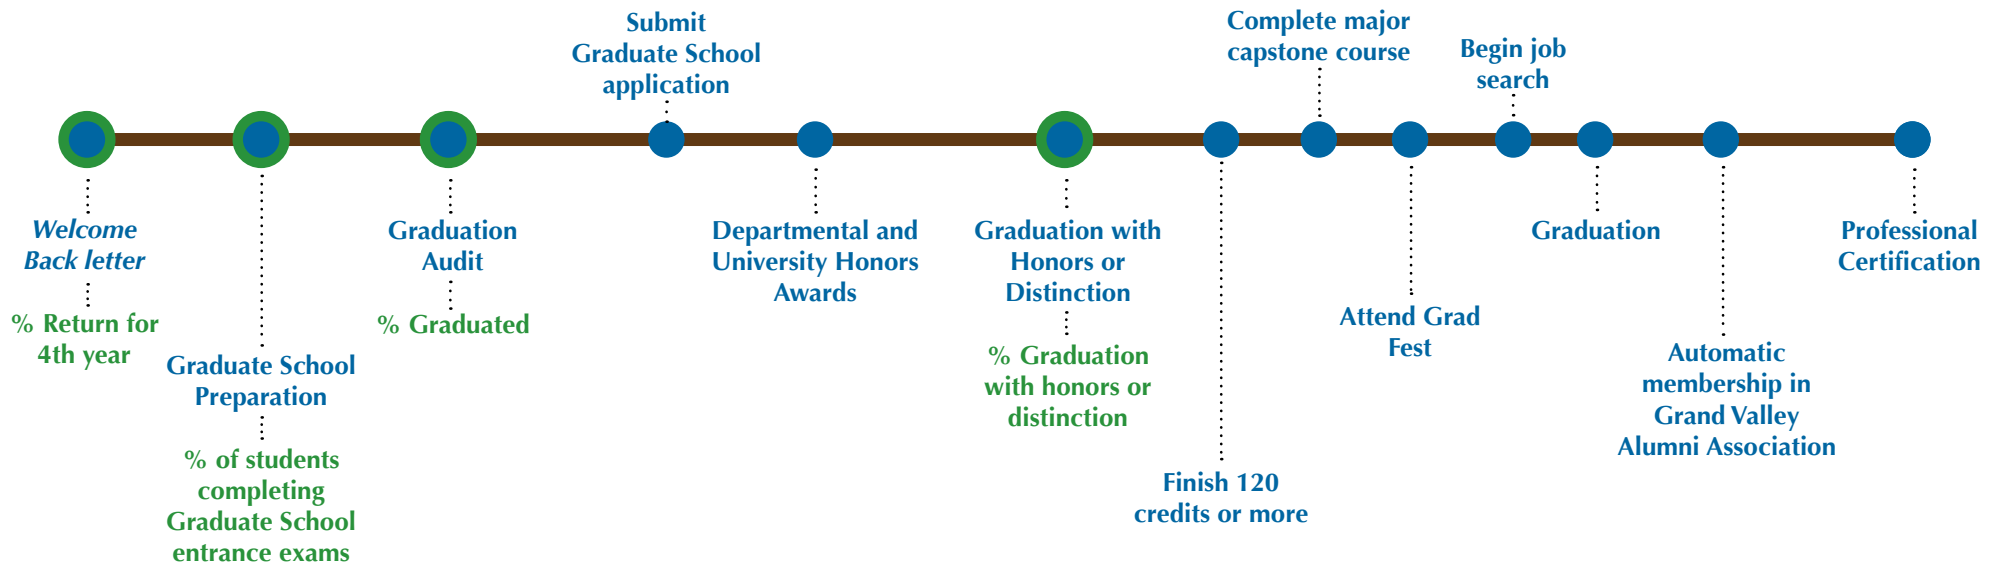 Welcome
Back letter
% Return for
4th year
Graduate School
Preparation
% of students
completing
Graduate School
entrance exams
Graduation
Audit
% Graduated
Submit
Graduate School
application
Departmental and
University Honors
Awards
Graduation with
Honors or
Distinction
% Graduation
with honors or
distinction
Finish 120
credits or more
Complete major
capstone course
Attend Grad
Fest
Begin job
search
Graduation
Automatic
membership in
Grand Valley
Alumni Association
Professional
Certification